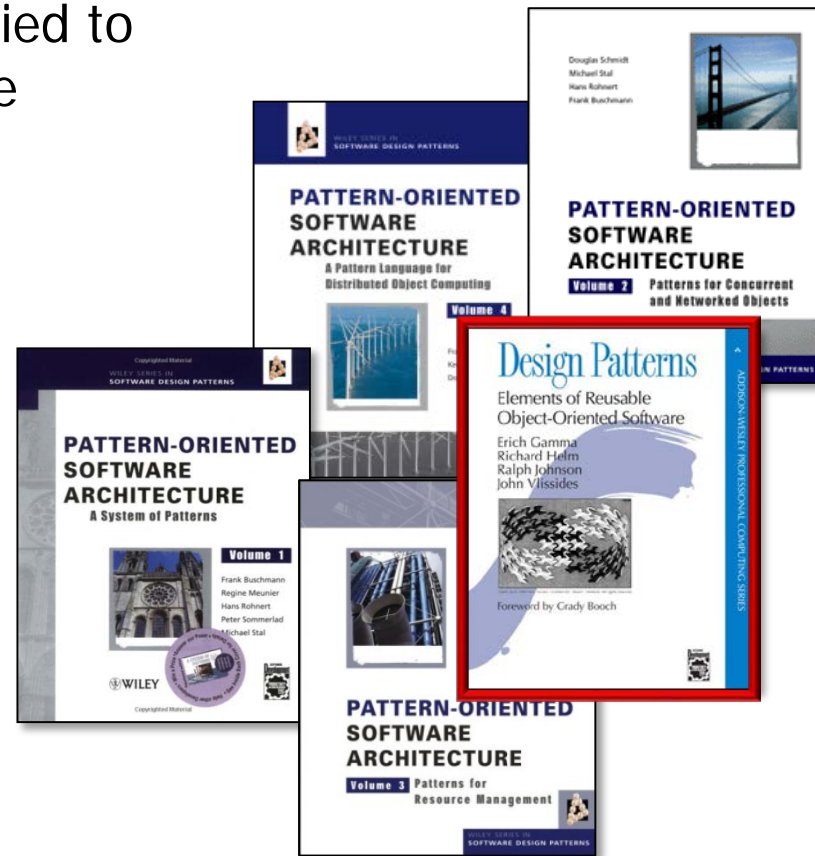 ied to
e
Douglas Schmidt
Michael Stal
Hans Rohnert
Frank Buschmann
PATTERN-ORIENTED
SOFTWARE
ARCHITECTURE
Volume 2 Patterns for Concurrent
and Networked Objects
N PATTERNS
WILEY SERIES IN
SOFTWARE DESIGN PATTERNS
PATTERN-ORIENTED
SOFTWARE
ARCHITECTURE
A Pattern Language for
Distributed Object Computing
Volume 4
Design Patterns
Elements of Reusable
Object-Oriented Software
Erich Gamma
Richard Helm
Ralph Johnson
John Vlissides
Foreword by Grady Booch
ADDISON-WESLEY PROFESSIONAL COMPUTING SERIES
Copyrighted Material
WILEY SERIES IN
SOFTWARE DESIGN PATTERNS
PATTERN-ORIENTED
SOFTWARE
ARCHITECTURE
A System of Patterns
Volume 1
Frank Buschmann
Regine Meunier
Hans Rohnert
Peter Sommerlad
Michael Stal
WILEY
Copyrighted Material
PATTERN-ORIENTED
SOFTWARE
ARCHITECTURE
Volume 3 Patterns for
Resource Management
WILEY SERIES IN
SOFTWARE DESIGN PATTERNS